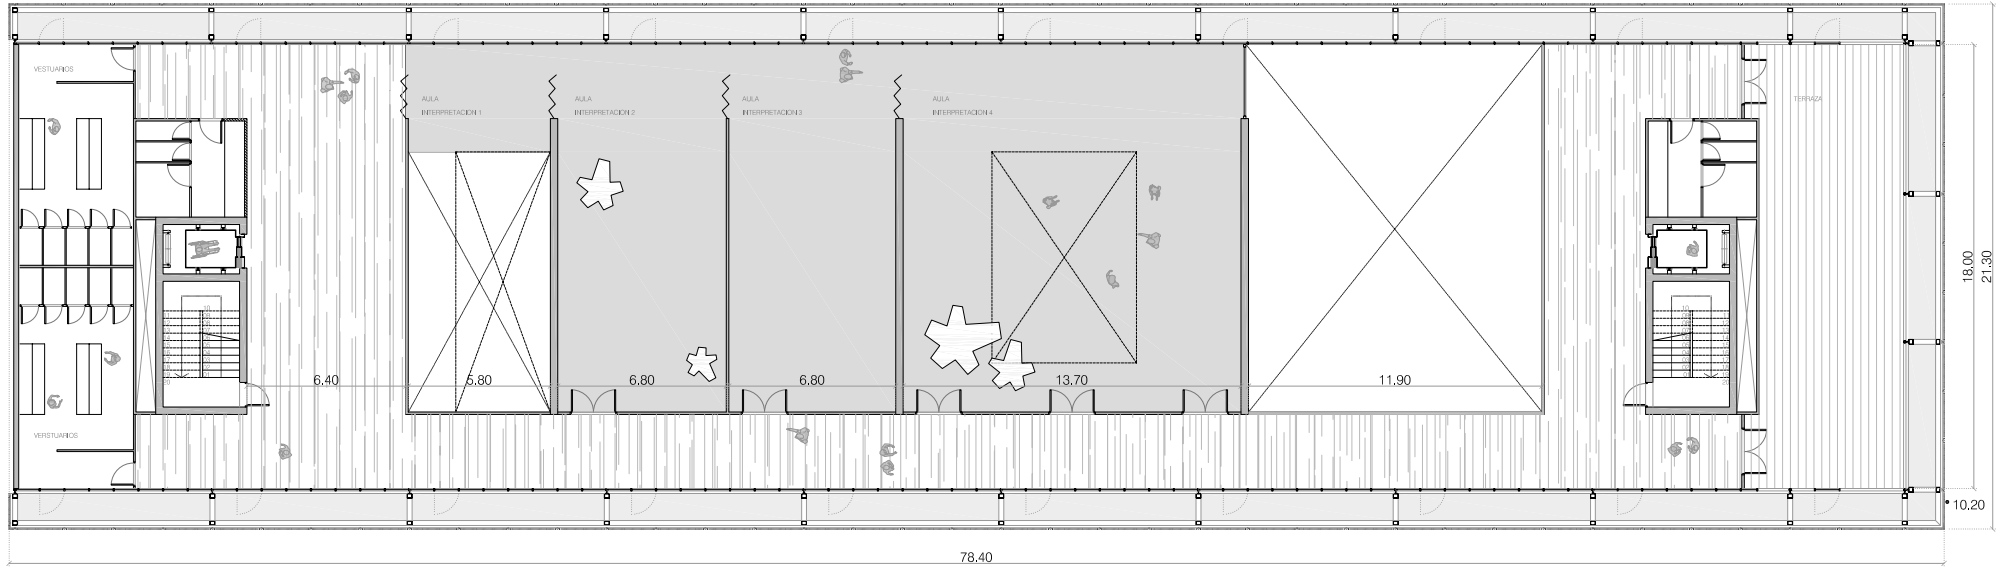 VESTUARIOS
AULA
INTERPRETACION 1
AULA
INTERPRETACION 2
AULA
INTERPRETACION 3
AULA
INTERPRETACION 4
TERRAZA
18.00
21.30
6.40
5.80
6.80
6.80
13.70
11.90
VERSTUARIOS
10.20
78.40